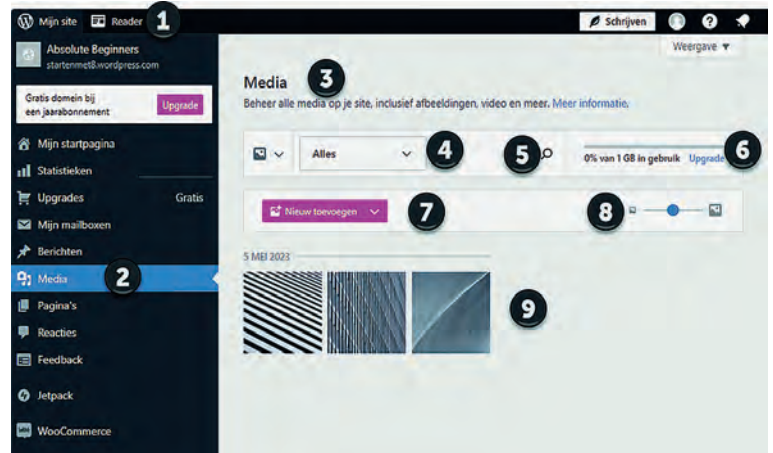 Mijn site Reader 1 Schrijven
Absolute Beginners
startenmet8.wordpress.com
Weergave
Gratis domein bij
een jaarabonnement
Upgrade
Media 3
Beheer alle media op je site, inclusief afbeeldingen, video en meer. Meer informatie.
Mijn startpagina
Alles 4 5
0% van 1 GB in gebruik Upgrade 6
Statistieken
Upgrades Gratis
Nieuw toevoegen 7 8
Mijn mailboxen
Berichten
5 MEI 2023
Media 2
Pagina's
9
Reacties
Feedback
Jetpack
WooCommerce